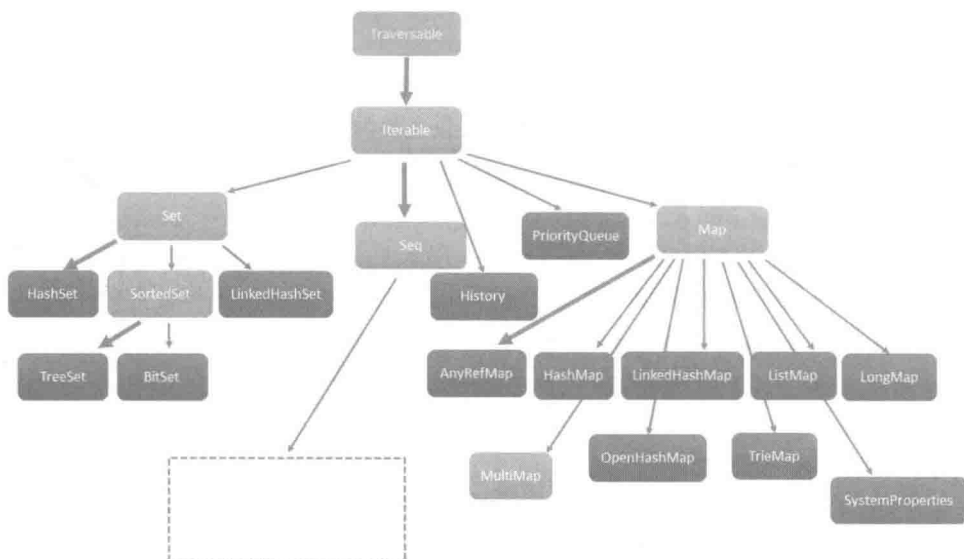 Traversable
Iterable
Set
Seq
PriorityQueue
Map
HashSet
SortedSet
LinkedHashSet
History
TreeSet
BitSet
AnyRefMap
HashMap
LinkedHashMap
ListMap
LongMap
MultiMap
OpenHashMap
TrieMap
SystemProperties